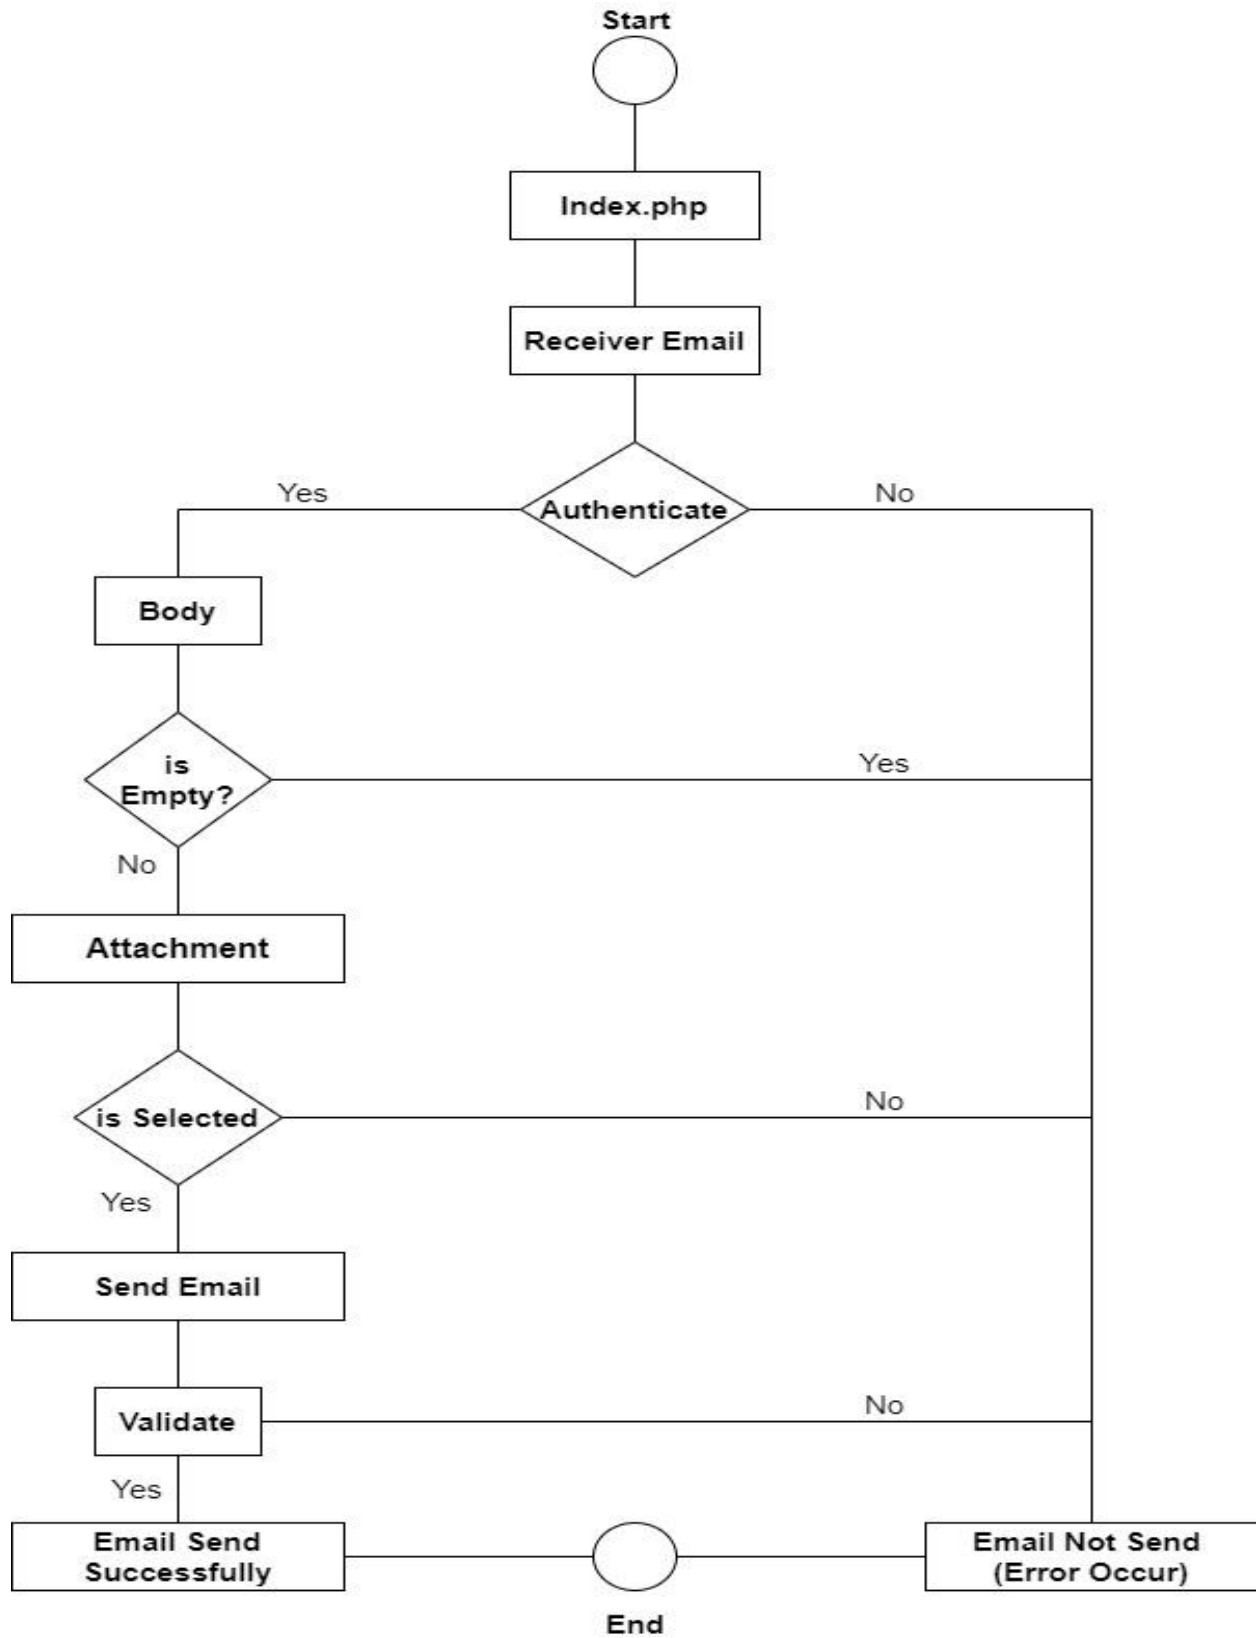 Start
Index.php
Receiver Email
Yes
Authenticate
No
Body
is
Empty?
Yes
No
Attachment
is Selected
No
Yes
Send Email
Validate
No
Yes
Email Send
Successfully
Email Not Send
(Error Occur)
End